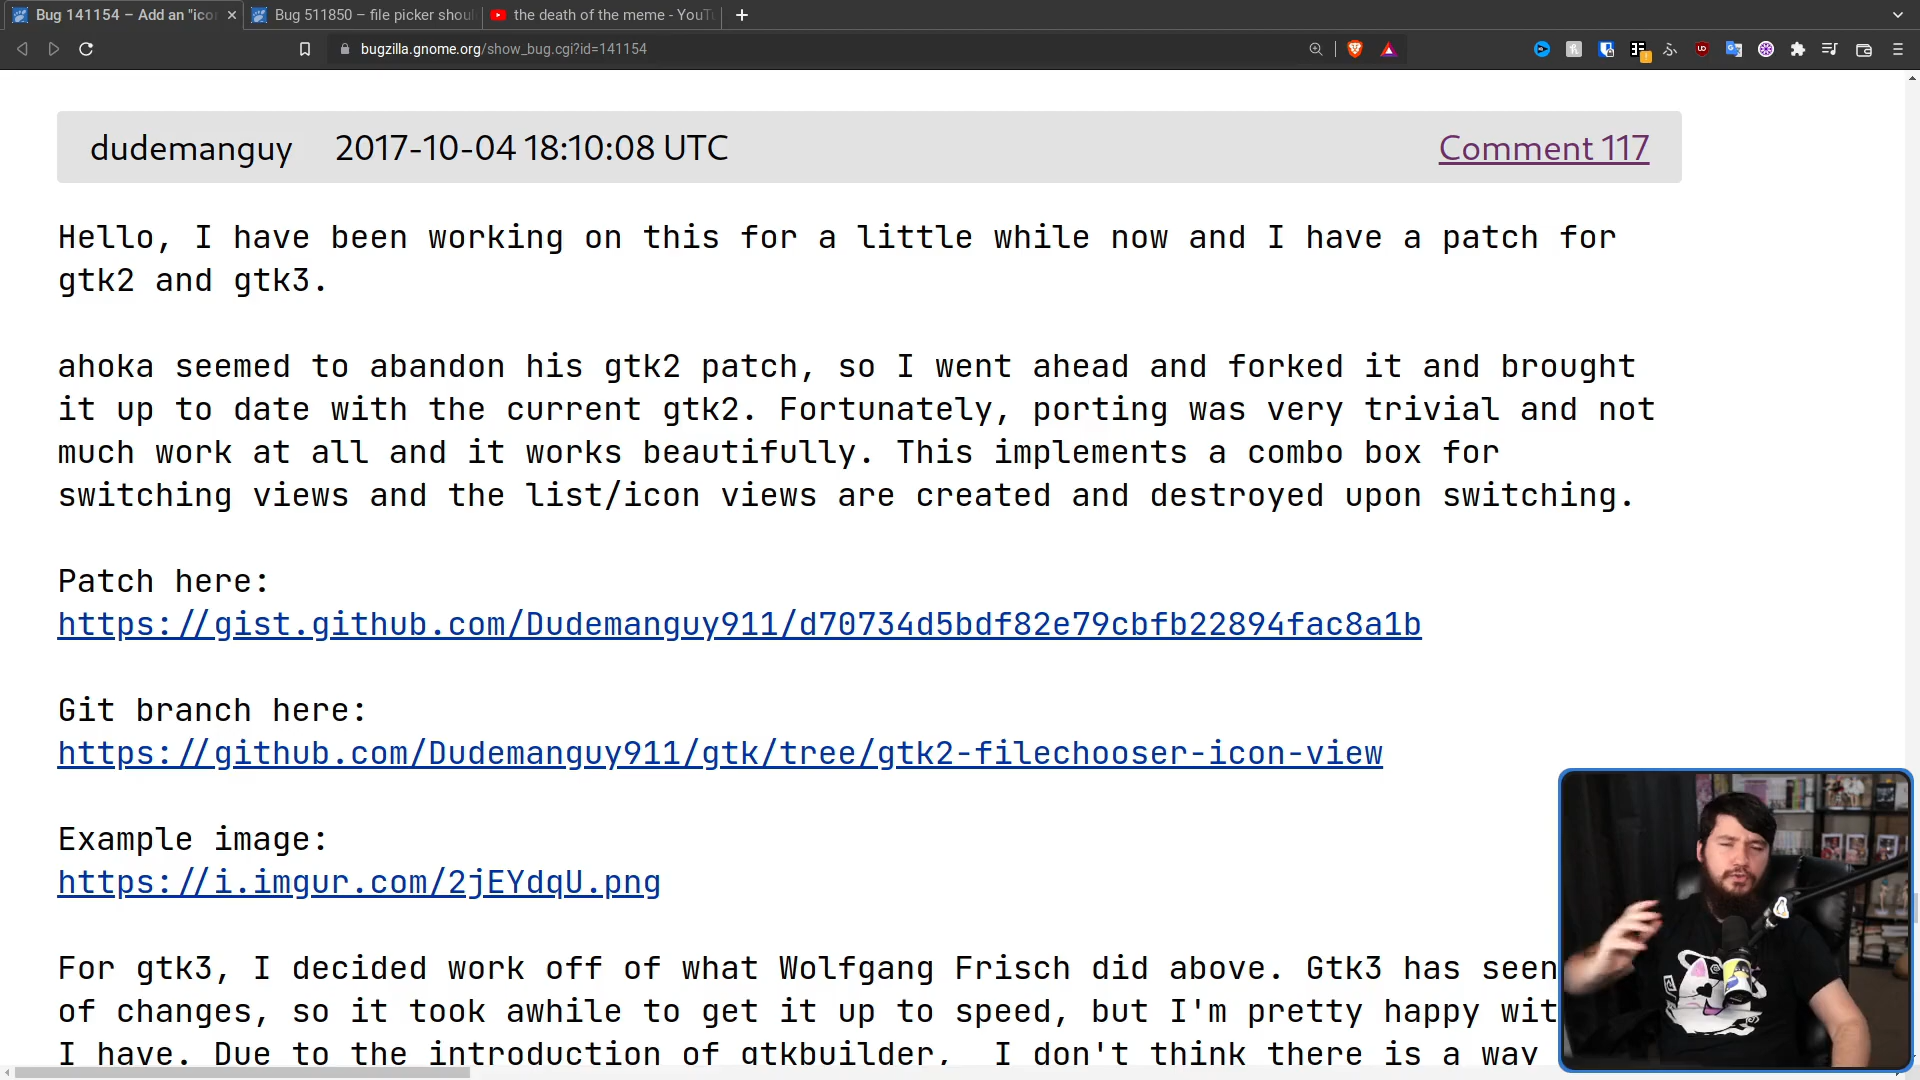 Bug 141154 – Add an "ico
Bug 511850 – file picker shou
the death of the meme - YouT
bugzilla.gnome.org/show_bug.cgi?id=141154
dudemanguy 2017-10-04 18:10:08 UTC Comment 117
Hello, I have been working on this for a little while now and I have a patch for
gtk2 and gtk3.
ahoka seemed to abandon his gtk2 patch, so I went ahead and forked it and brought
it up to date with the current gtk2. Fortunately, porting was very trivial and not
much work at all and it works beautifully. This implements a combo box for
switching views and the list/icon views are created and destroyed upon switching.
Patch here:
https://gist.github.com/Dudemanguy911/d70734d5bdf82e79cbfb22894fac8a1b
Git branch here:
https://github.com/Dudemanguy911/gtk/tree/gtk2-filechooser-icon-view
Example image:
https://i.imgur.com/2jEYdqU.png
For gtk3, I decided work off of what Wolfgang Frisch did above. Gtk3 has seen
of changes, so it took awhile to get it up to speed, but I'm pretty happy wit
I have. Due to the introduction of gtkbuilder, I don't think there is a way